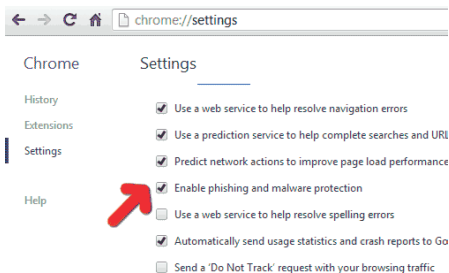 chrome://settings
Chrome
Settings
History
Extensions
Settings
Help
Use a web service to help resolve navigation errors
Use a prediction service to help complete searches and URL
Predict network actions to improve page load performance
Enable phishing and malware protection
Use a web service to help resolve spelling errors
Automatically send usage statistics and crash reports to Go
Send a 'Do Not Track' request with your browsing traffic